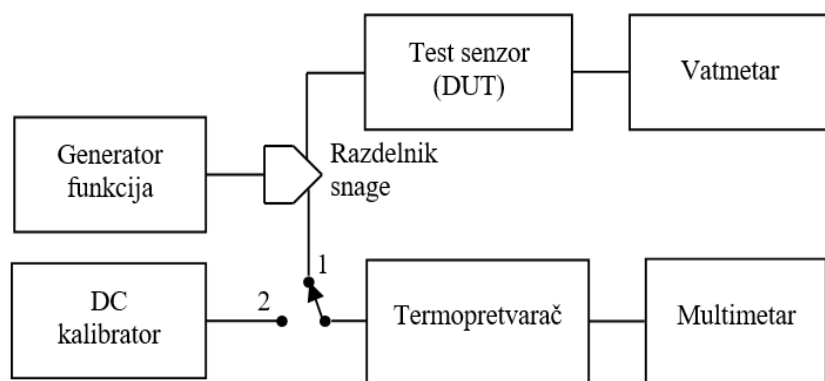 Test senzor
(DUT)
Vatmetar
Generator
funkcija
Razdelnik
snage
1
2
DC
kalibrator
Termopretvarač
Multimetar